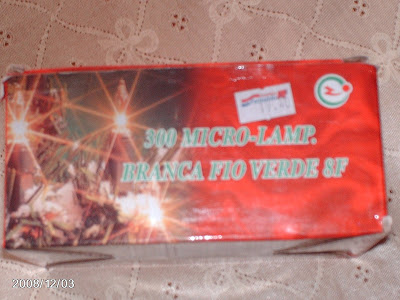 300 MICRO-LAMP.
BRANCA FIO VERDE 8F
2008/12/03